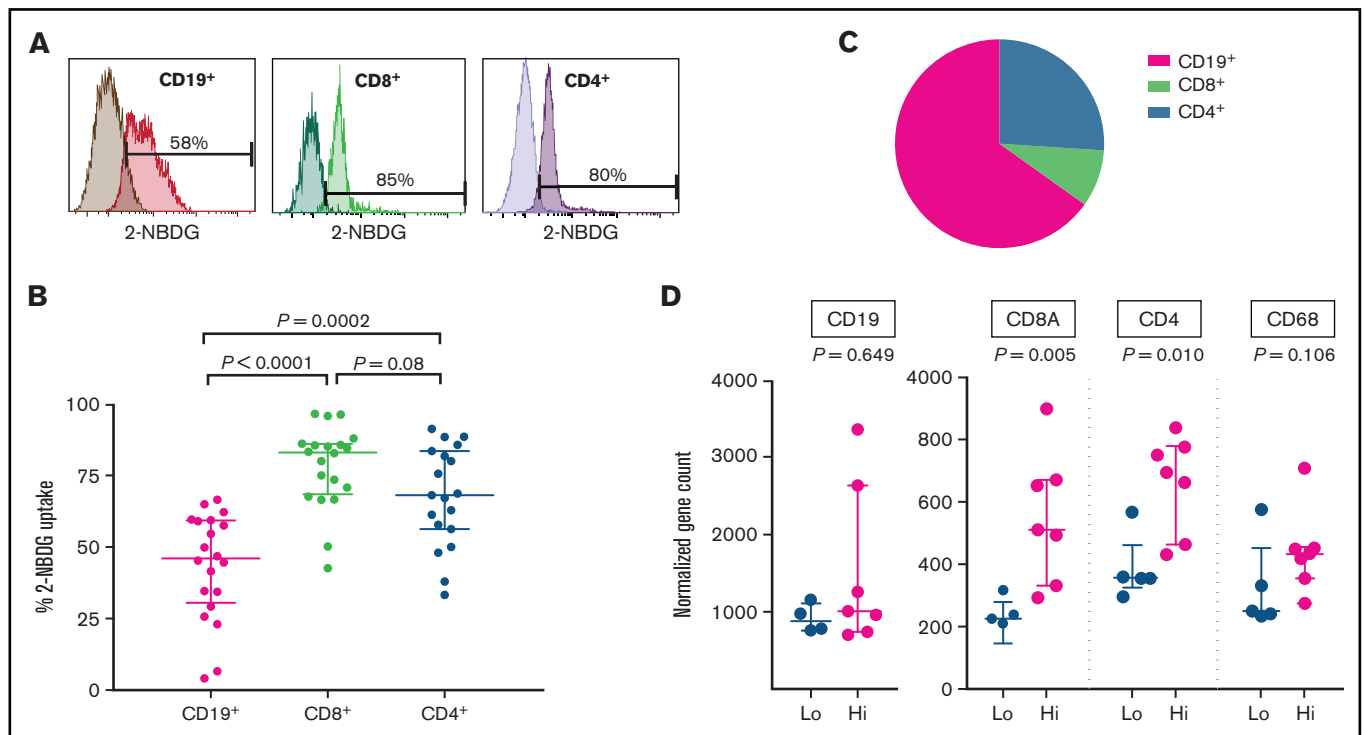 A
CD19+
58%
2-NBDG
CD8+
85%
2-NBDG
CD4+
80%
2-NBDG
C
CD19+
CD8+
CD4+
B
P = 0.0002
P < 0.0001
P = 0.08
% 2-NBDG uptake
100
75
50
25
0
CD19+
CD8+
CD4+
D
CD19
CD8A
CD4
CD68
P = 0.649
P = 0.005
P = 0.010
P = 0.106
Normalized gene count
4000
3000
2000
1000
Lo
Hi
4000
800
600
400
200
0
Lo
Hi
Lo
Hi
Lo
Hi